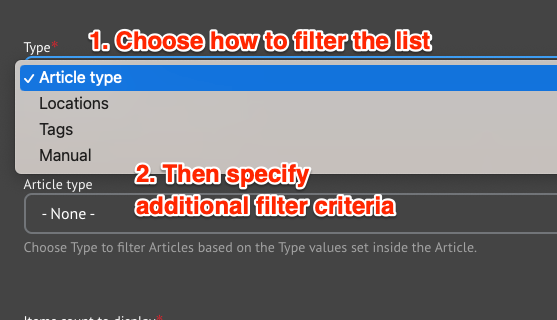 Type*
1. Choose how to filter the list
✓ Article type
Locations
Tags
Manual
2. Then specify
additional filter criteria
Article type
- None -
Choose Type to filter Articles based on the Type values set inside the Article.
Items count to display*